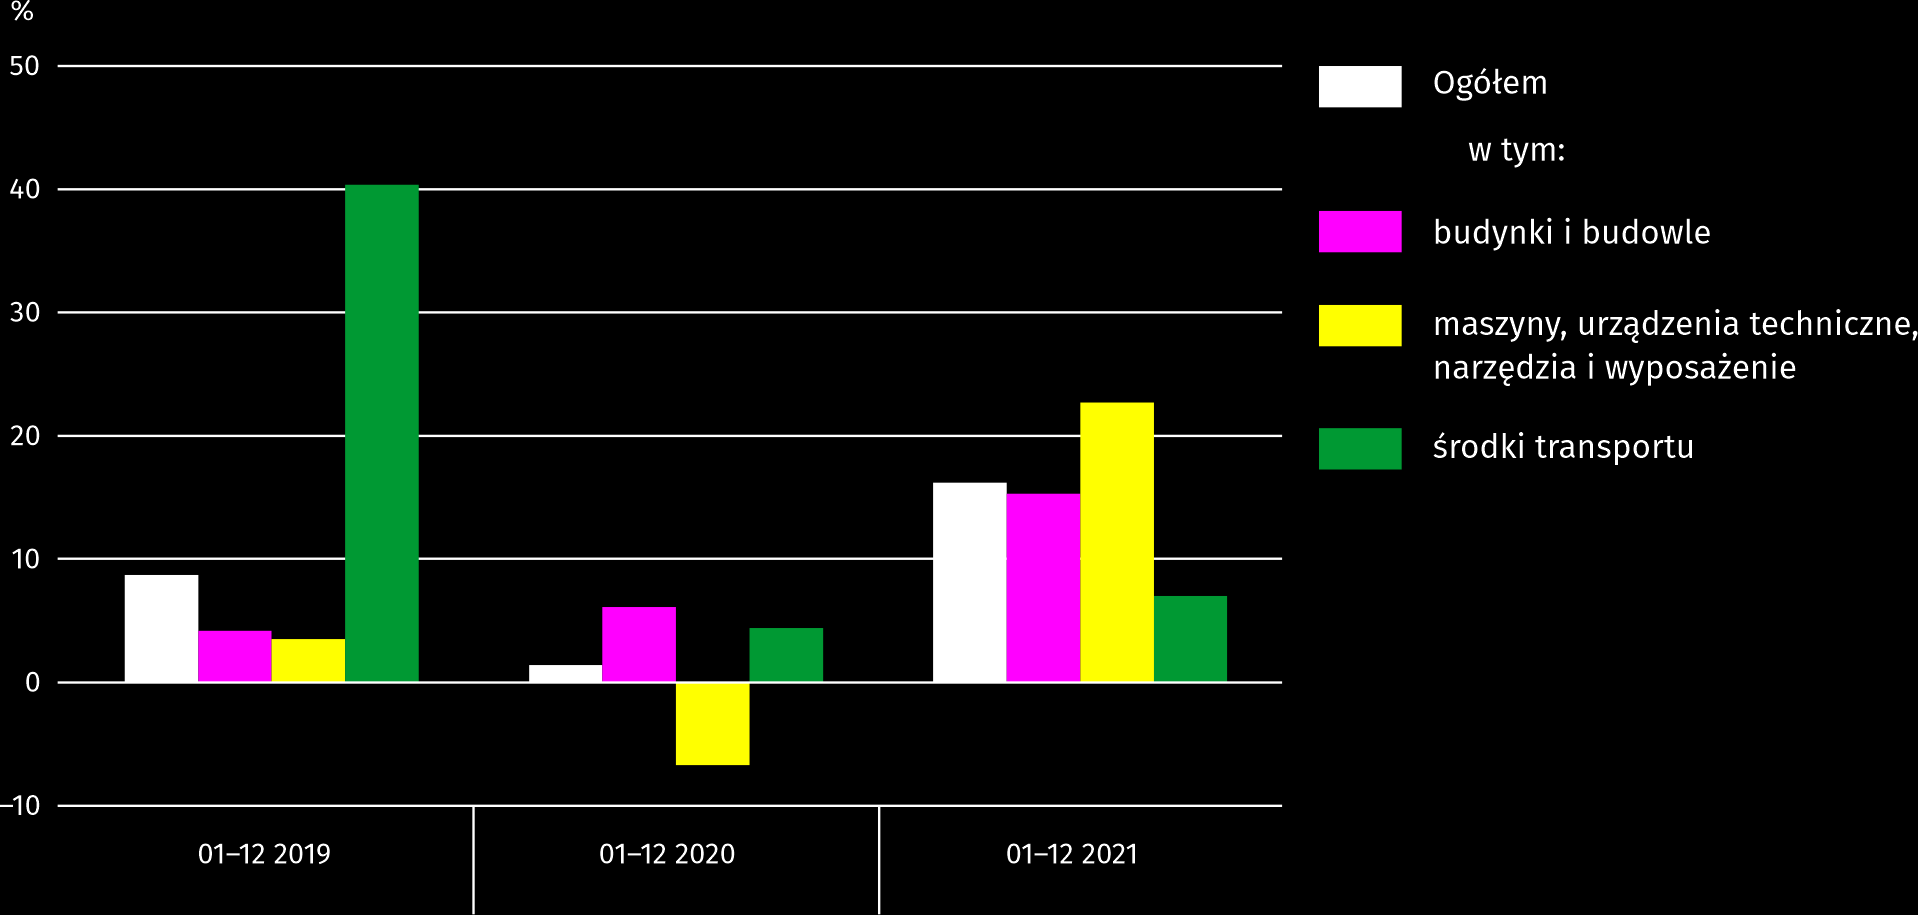 %
50
40
30
20
10
0
–10
01–12 2019
01–12 2020
01–12 2021
Ogółem
w tym:
budynki i budowle
maszyny, urządzenia techniczne,
narzędzia i wyposażenie
środki transportu